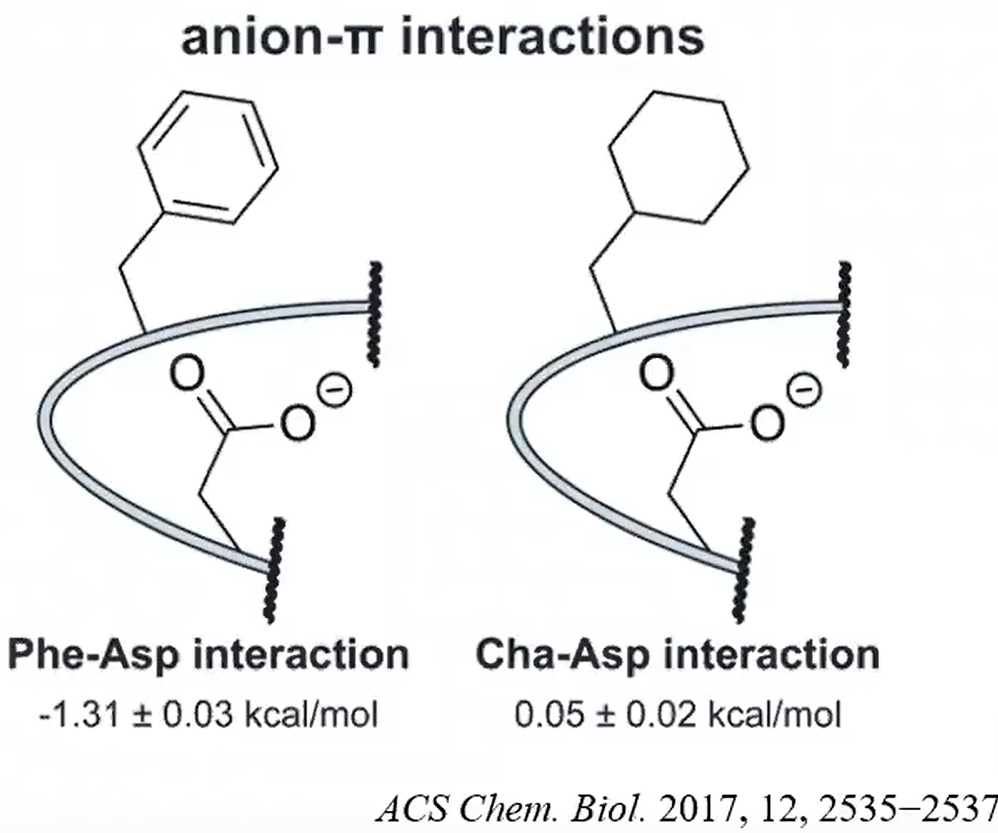 anion-π interactions
O
O
⊖
O
O
⊖
Phe-Asp interaction
Cha-Asp interaction
-1.31 ± 0.03 kcal/mol
0.05 ± 0.02 kcal/mol
ACS Chem. Biol. 2017, 12, 2535−2537